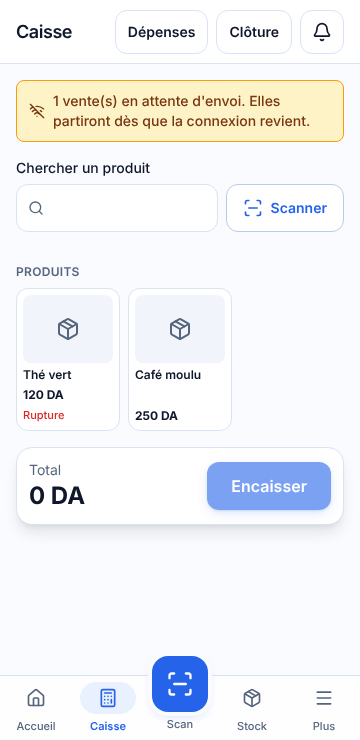 Caisse
Dépenses
Clôture
1 vente(s) en attente d'envoi. Elles
partiront dès que la connexion revient.
Chercher un produit
Scanner
PRODUITS
Thé vert
120 DA
Rupture
Café moulu
250 DA
Total
0 DA
Encaisser
Accueil
Caisse
Scan
Stock
Plus